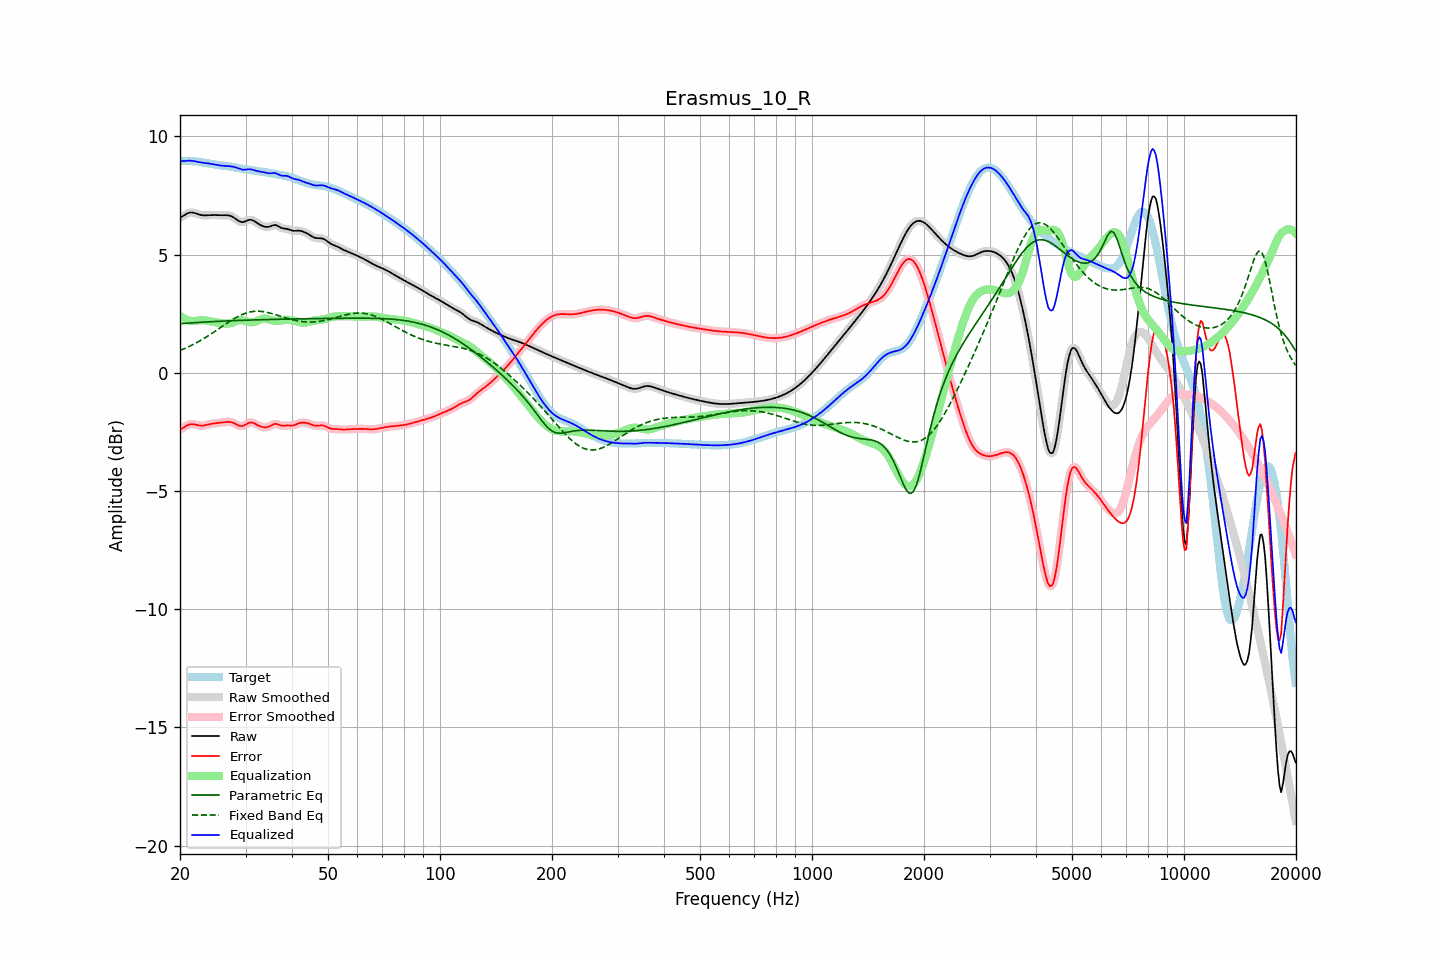 Erasmus_10_R
10
5
0
−5
−10
−15
−20
Amplitude (dBr)
Target
Raw Smoothed
Error Smoothed
Raw
Error
Equalization
Parametric Eq
Fixed Band Eq
Equalized
20 50 100 200 500 1000 2000 5000 10000 20000
Frequency (Hz)